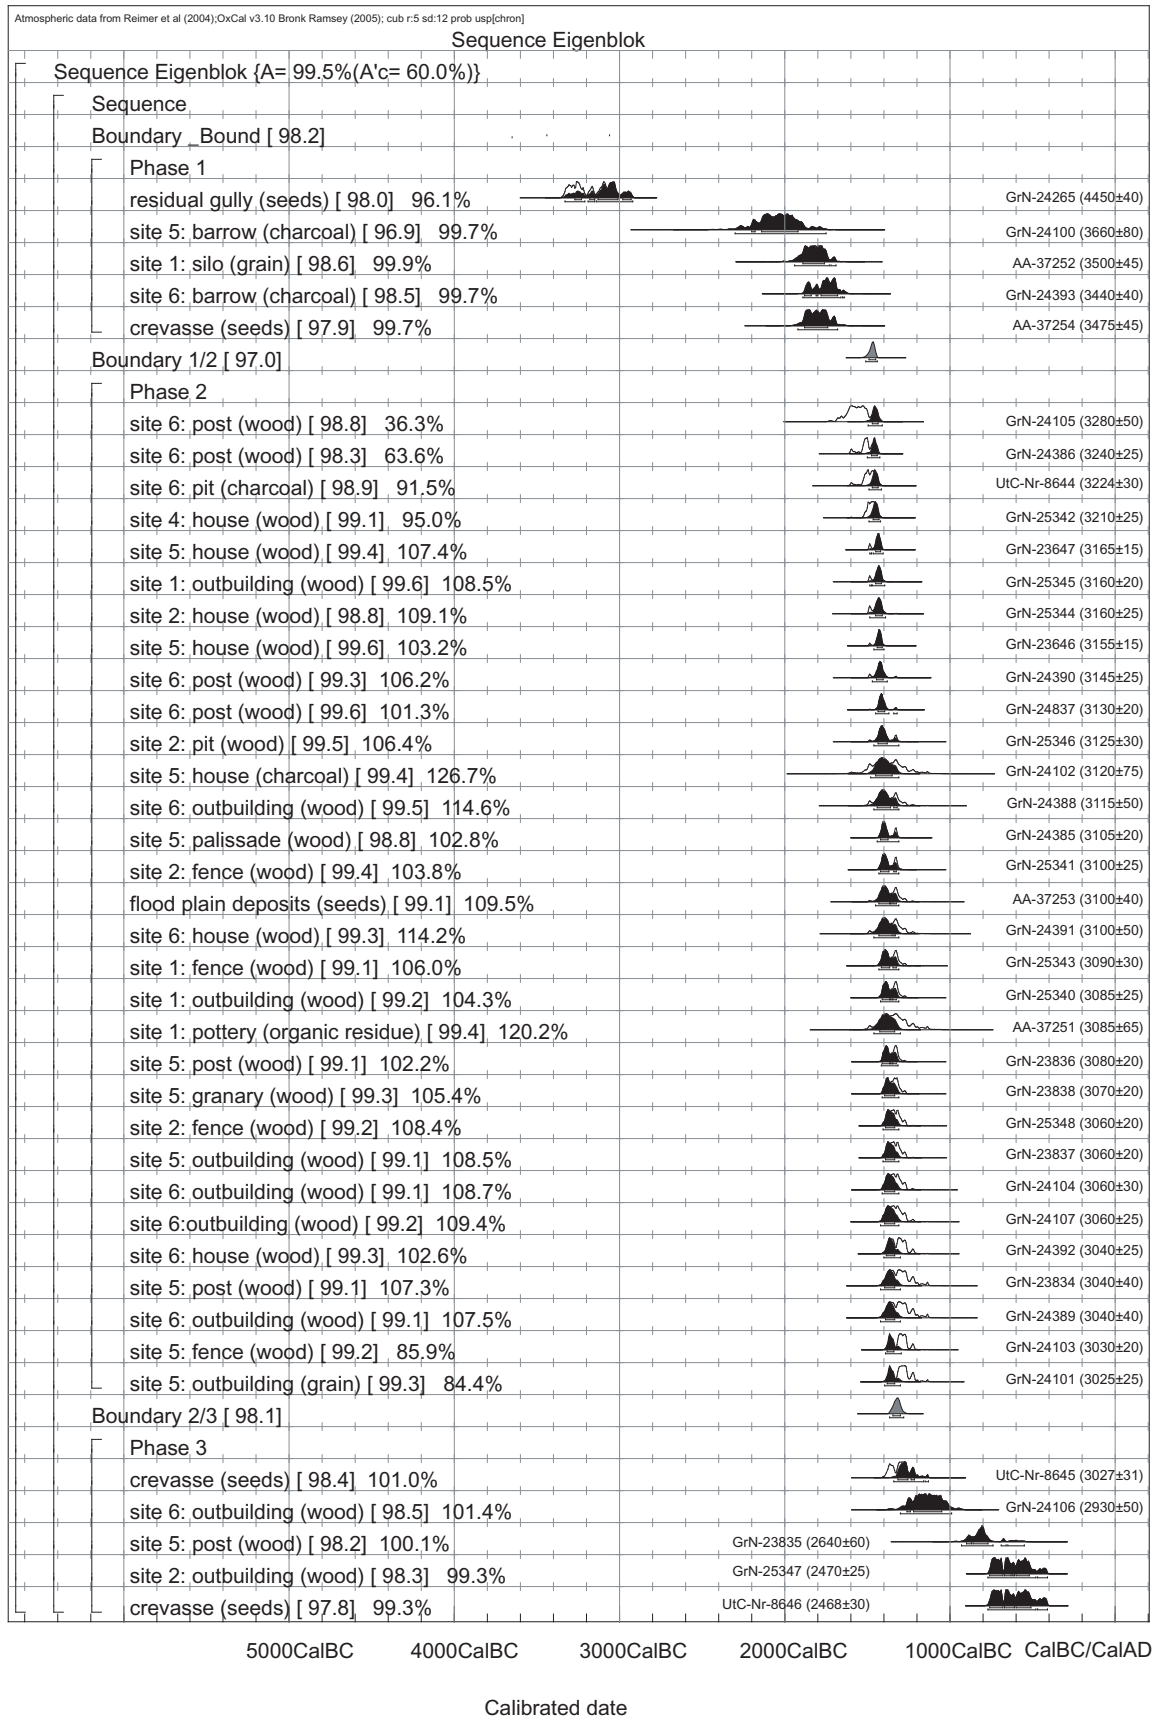 Atmospheric data from Reimer et al (2004);OxCal v3.10 Bronk Ramsey (2005); cub r:5 sd:12 prob usp[chron]
Sequence Eigenblok
Sequence Eigenblok {A= 99.5%(A'c= 60.0%)}
Sequence
Boundary _Bound [ 98.2]
Phase 1
residual gully (seeds) [ 98.0] 96.1% GrN-24265 (4450±40)
site 5: barrow (charcoal) [ 96.9] 99.7% GrN-24100 (3660±80)
site 1: silo (grain) [ 98.6] 99.9% AA-37252 (3500±45)
site 6: barrow (charcoal) [ 98.5] 99.7% GrN-24393 (3440±40)
crevasse (seeds) [ 97.9] 99.7% AA-37254 (3475±45)
Boundary 1/2 [ 97.0]
Phase 2
site 6: post (wood) [ 98.8] 36.3% GrN-24105 (3280±50)
site 6: post (wood) [ 98.3] 63.6% GrN-24386 (3240±25)
site 6: pit (charcoal) [ 98.9] 91.5% UtC-Nr-8644 (3224±30)
site 4: house (wood) [ 99.1] 95.0% GrN-25342 (3210±25)
site 5: house (wood) [ 99.4] 107.4% GrN-23647 (3165±15)
site 1: outbuilding (wood) [ 99.6] 108.5% GrN-25345 (3160±20)
site 2: house (wood) [ 98.8] 109.1% GrN-25344 (3160±25)
site 5: house (wood) [ 99.6] 103.2% GrN-23646 (3155±15)
site 6: post (wood) [ 99.3] 106.2% GrN-24390 (3145±25)
site 6: post (wood) [ 99.6] 101.3% GrN-24837 (3130±20)
site 2: pit (wood) [ 99.5] 106.4% GrN-25346 (3125±30)
site 5: house (charcoal) [ 99.4] 126.7% GrN-24102 (3120±75)
site 6: outbuilding (wood) [ 99.5] 114.6% GrN-24388 (3115±50)
site 5: palissade (wood) [ 98.8] 102.8% GrN-24385 (3105±20)
site 2: fence (wood) [ 99.4] 103.8% GrN-25341 (3100±25)
flood plain deposits (seeds) [ 99.1] 109.5% AA-37253 (3100±40)
site 6: house (wood) [ 99.3] 114.2% GrN-24391 (3100±50)
site 1: fence (wood) [ 99.1] 106.0% GrN-25343 (3090±30)
site 1: outbuilding (wood) [ 99.2] 104.3% GrN-25340 (3085±25)
site 1: pottery (organic residue) [ 99.4] 120.2% AA-37251 (3085±65)
site 5: post (wood) [ 99.1] 102.2% GrN-23836 (3080±20)
site 5: granary (wood) [ 99.3] 105.4% GrN-23838 (3070±20)
site 2: fence (wood) [ 99.2] 108.4% GrN-25348 (3060±20)
site 5: outbuilding (wood) [ 99.1] 108.5% GrN-23837 (3060±20)
site 6: outbuilding (wood) [ 99.1] 108.7% GrN-24104 (3060±30)
site 6:outbuilding (wood) [ 99.2] 109.4% GrN-24107 (3060±25)
site 6: house (wood) [ 99.3] 102.6% GrN-24392 (3040±25)
site 5: post (wood) [ 99.1] 107.3% GrN-23834 (3040±40)
site 6: outbuilding (wood) [ 99.1] 107.5% GrN-24389 (3040±40)
site 5: fence (wood) [ 99.2] 85.9% GrN-24103 (3030±20)
site 5: outbuilding (grain) [ 99.3] 84.4% GrN-24101 (3025±25)
Boundary 2/3 [ 98.1]
Phase 3
crevasse (seeds) [ 98.4] 101.0% UtC-Nr-8645 (3027±31)
site 6: outbuilding (wood) [ 98.5] 101.4% GrN-24106 (2930±50)
site 5: post (wood) [ 98.2] 100.1% GrN-23835 (2640±60)
site 2: outbuilding (wood) [ 98.3] 99.3% GrN-25347 (2470±25)
crevasse (seeds) [ 97.8] 99.3% UtC-Nr-8646 (2468±30)
5000CalBC 4000CalBC 3000CalBC 2000CalBC 1000CalBC CalBC/CalAD
Calibrated date